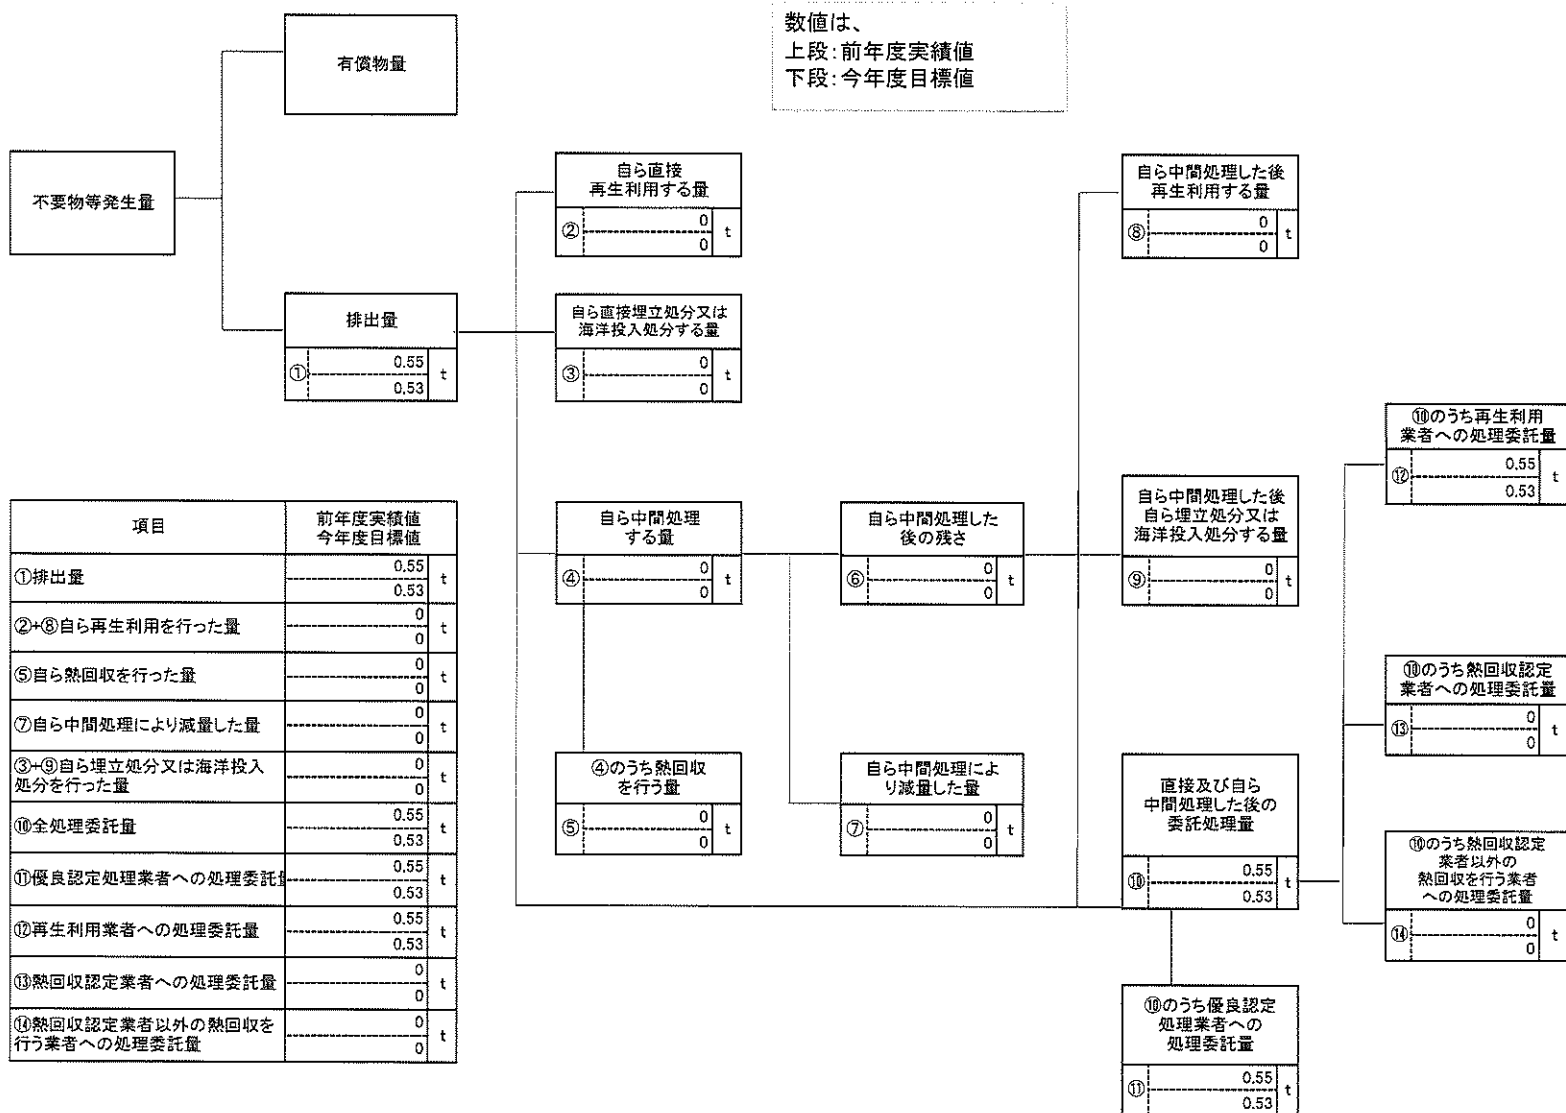 数値は、
上段:前年度実績値
下段:今年度目標値
有償物量
不要物等発生量
排出量
① 0.55 t
0.53
自ら直接
再生利用する量
② 0 t
0
自ら直接埋立処分又は
海洋投入処分する量
③ 0 t
0
自ら中間処理した後
再生利用する量
⑧ 0 t
0
⑩のうち再生利用
業者への処理委託量
⑫ 0.55 t
0.53
自ら中間処理
する量
④ 0 t
0
自ら中間処理した
後の残さ
⑥ 0 t
0
自ら中間処理した後
自ら埋立処分又は
海洋投入処分する量
⑨ 0 t
0
⑩のうち熱回収認定
業者への処理委託量
⑬ 0 t
0
④のうち熱回収
を行う量
⑤ 0 t
0
自ら中間処理によ
り減量した量
⑦ 0 t
0
直接及び自ら
中間処理した後の
委託処理量
⑩ 0.55 t
0.53
⑩のうち熱回収認定
業者以外の
熱回収を行う業者
への処理委託量
⑭ 0 t
0
⑩のうち優良認定
処理業者への
処理委託量
⑪ 0.55 t
0.53
項目 前年度実績値
今年度目標値
①排出量 0.55 t
0.53
②+⑧自ら再生利用を行った量 0 t
0
⑤自ら熱回収を行った量 0 t
0
⑦自ら中間処理により減量した量 0 t
0
③+⑨自ら埋立処分又は海洋投入
処分を行った量 0 t
0
⑩全処理委託量 0.55 t
0.53
⑪優良認定処理業者への処理委託 0.55 t
0.53
⑫再生利用業者への処理委託量 0.55 t
0.53
⑬熱回収認定業者への処理委託量 0 t
0
⑭熱回収認定業者以外の熱回収を
行う業者への処理委託量 0 t
0